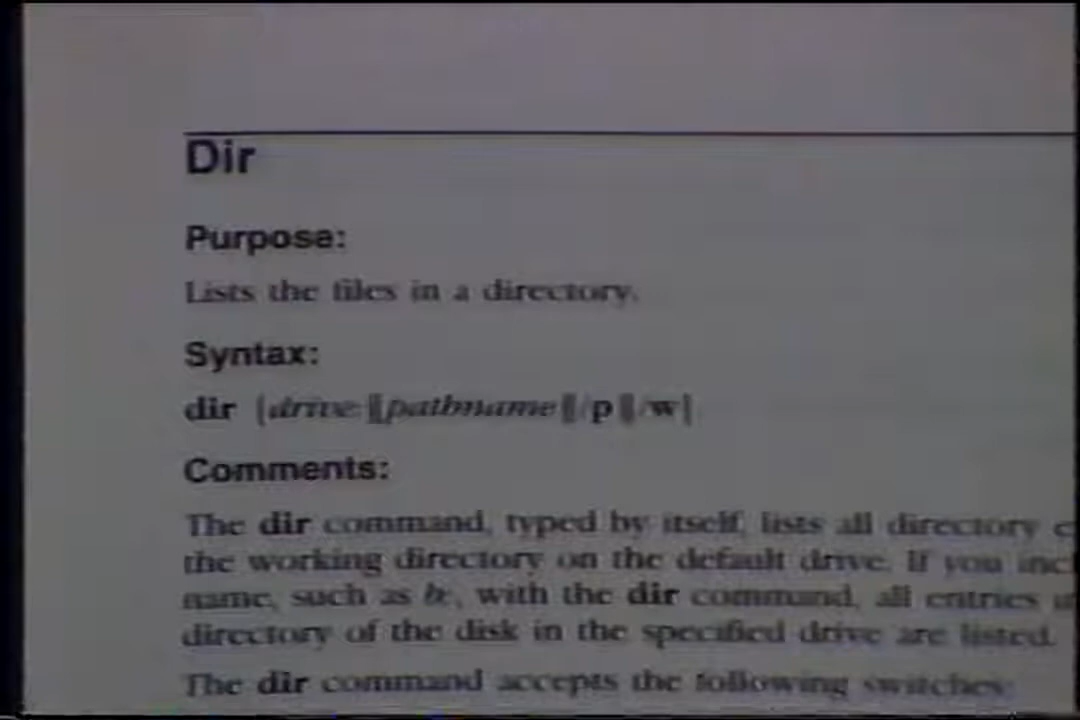 Dir
Purpose:
Lists the files in a directory.
Syntax:
dir [drive:][pathname][/p][/w]
Comments:
The dir command, typed by itself, lists all directory e
the working directory on the default drive. If you incl
name, such as b:, with the dir command, all entries
directory of the disk in the specified drive are listed.
The dir command accepts the following switches: